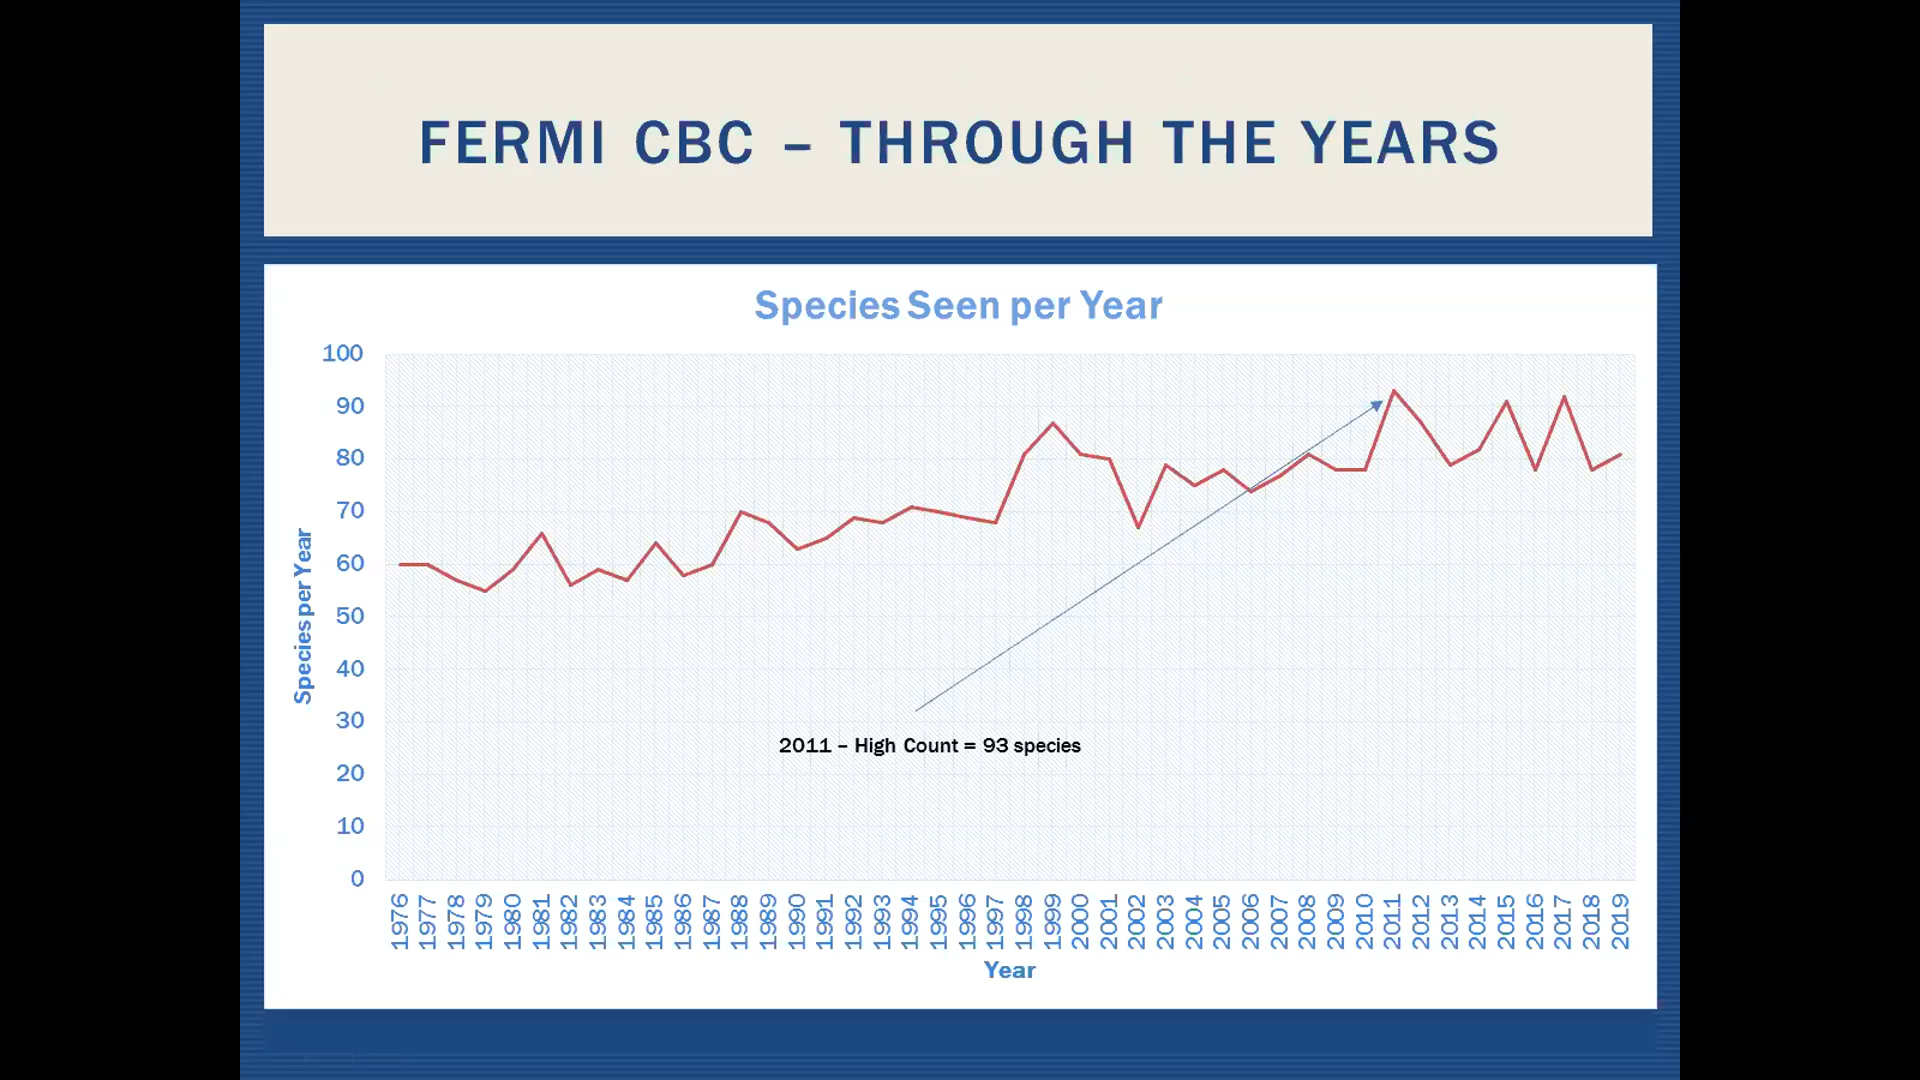 FERMI CBC – THROUGH THE YEARS
Species Seen per Year
100
90
80
70
60
50
40
30
20
10
0
Species per Year
2011 – High Count = 93 species
1976 1977 1978 1979 1980 1981 1982 1983 1984 1985 1986 1987 1988 1989 1990 1991 1992 1993 1994 1995 1996 1997 1998 1999 2000 2001 2002 2003 2004 2005 2006 2007 2008 2009 2010 2011 2012 2013 2014 2015 2016 2017 2018 2019
Year